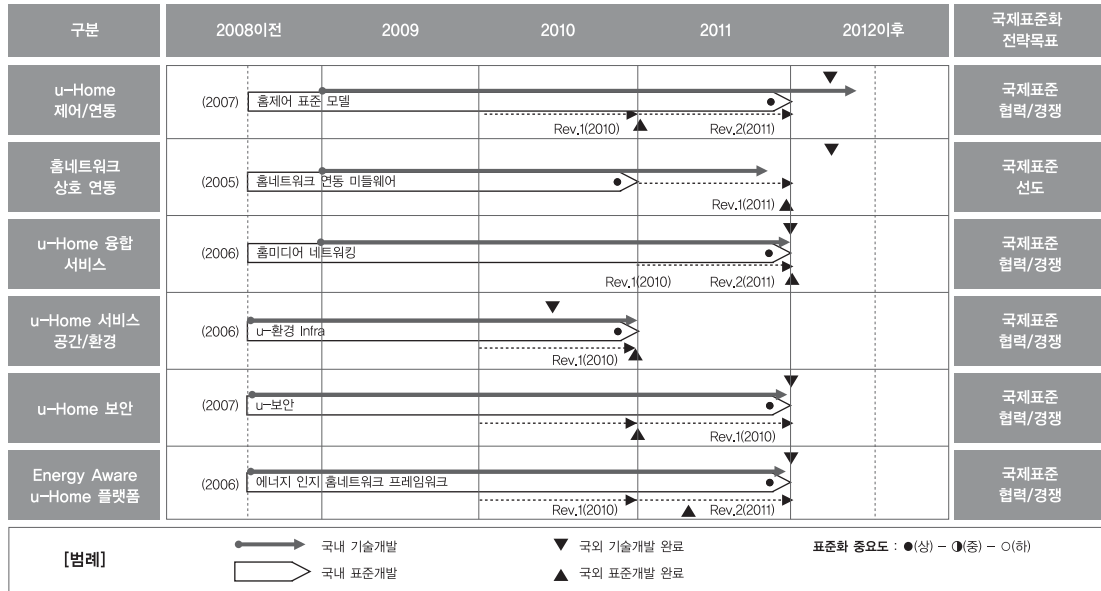 구분 2008이전 2009 2010 2011 2012이후 국제표준화
전략목표
u-Home
제어/연동
(2007) 홈제어 표준 모델
Rev.1(2010) Rev.2(2011)
국제표준
협력/경쟁
홈네트워크
상호 연동
(2005) 홈네트워크 연동 미들웨어
Rev.1(2011)
국제표준
선도
u-Home 융합
서비스
(2006) 홈미디어 네트워킹
Rev.1(2010) Rev.2(2011)
국제표준
협력/경쟁
u-Home 서비스
공간/환경
(2006) u-환경 Infra
Rev.1(2010)
국제표준
협력/경쟁
u-Home 보안
(2007) u-보안
Rev.1(2010)
국제표준
협력/경쟁
Energy Aware
u-Home 플랫폼
(2006) 에너지 인지 홈네트워크 프레임워크
Rev.1(2010) Rev.2(2011)
국제표준
협력/경쟁
[범례]
국내 기술개발 ▼ 국외 기술개발 완료 표준화 중요도 : ●(상) - ◑(중) - ○(하)
국내 표준개발 ▲ 국외 표준개발 완료